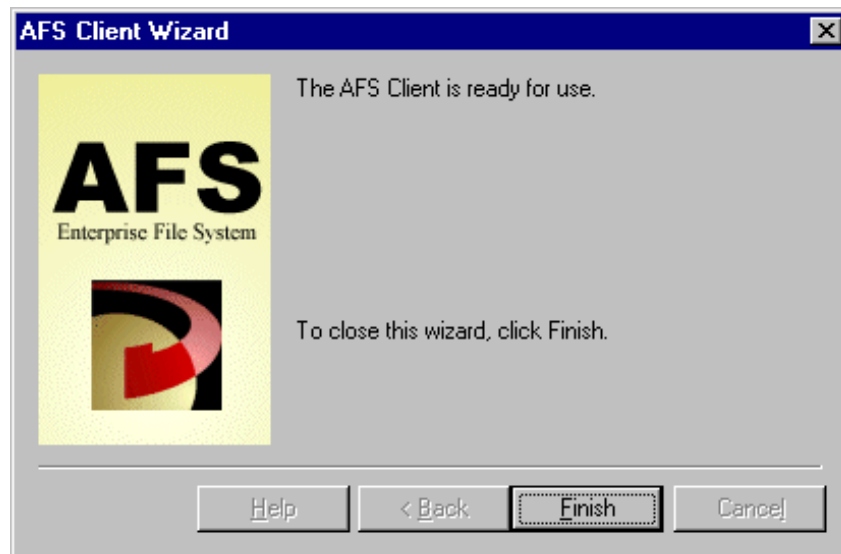 AFS Client Wizard
The AFS Client is ready for use.
AFS
Enterprise File System
To close this wizard, click Finish.
Help
< Back
Finish
Cancel